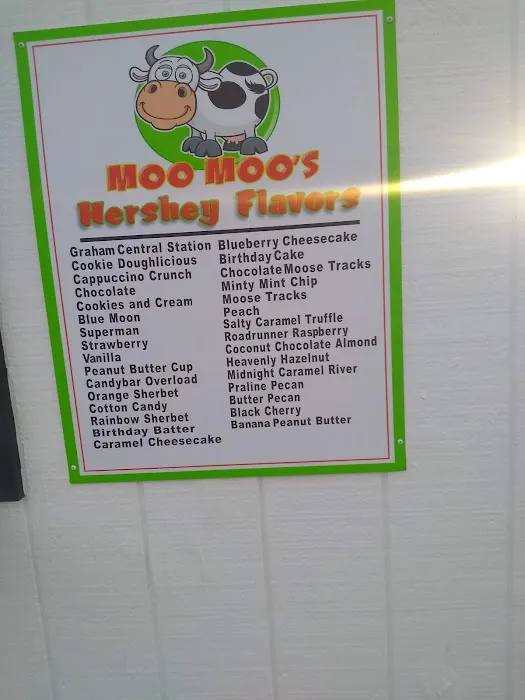 MOO MOO'S
Hershey Flavors
Graham Central Station
Cookie Doughlicious
Cappuccino Crunch
Chocolate
Cookies and Cream
Blue Moon
Superman
Strawberry
Vanilla
Peanut Butter Cup
Candybar Overload
Orange Sherbet
Cotton Candy
Rainbow Sherbet
Birthday Batter
Caramel Cheesecake
Blueberry Cheesecake
Birthday Cake
Chocolate Moose Tracks
Minty Mint Chip
Moose Tracks
Peach
Salty Caramel Truffle
Roadrunner Raspberry
Coconut Chocolate Almond
Heavenly Hazelnut
Midnight Caramel River
Praline Pecan
Butter Pecan
Black Cherry
Banana Peanut Butter